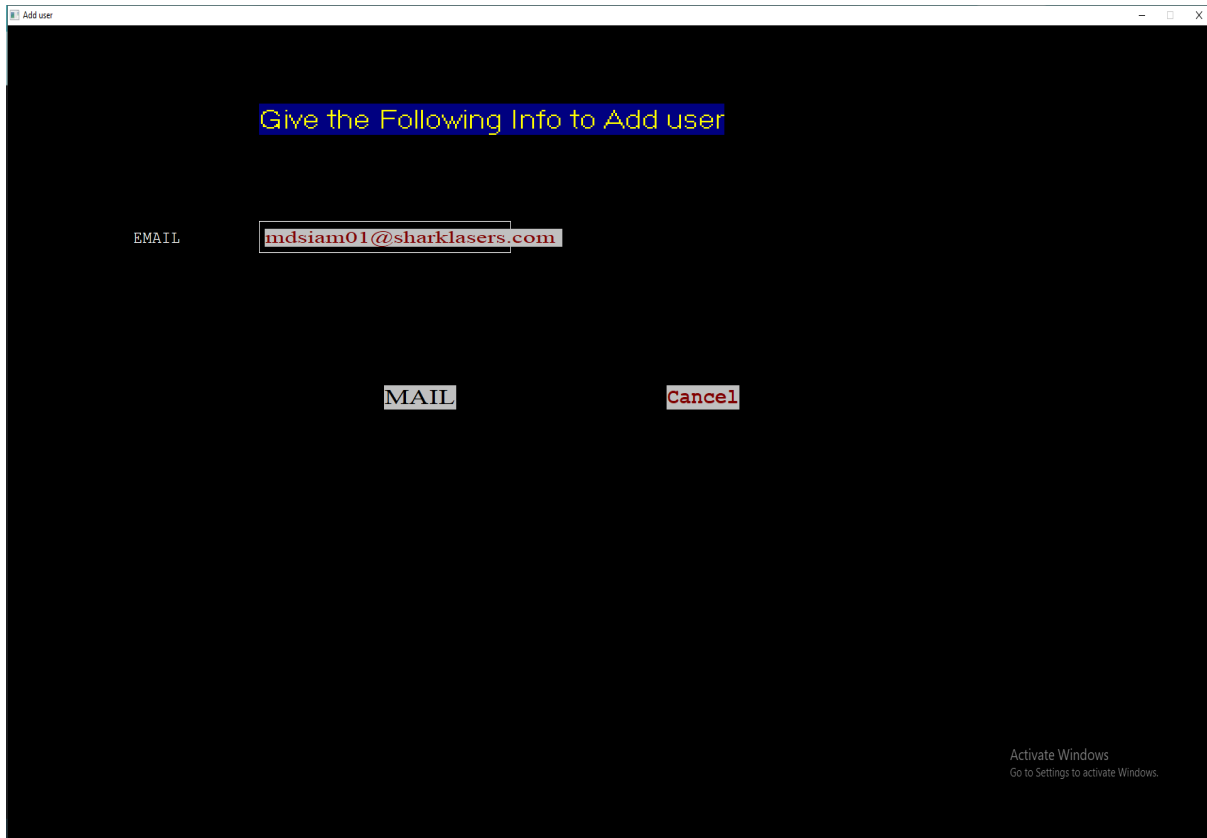 Add user
Give the Following Info to Add user
EMAIL mdsiam01@sharklasers.com
MAIL Cancel
Activate Windows
Go to Settings to activate Windows.